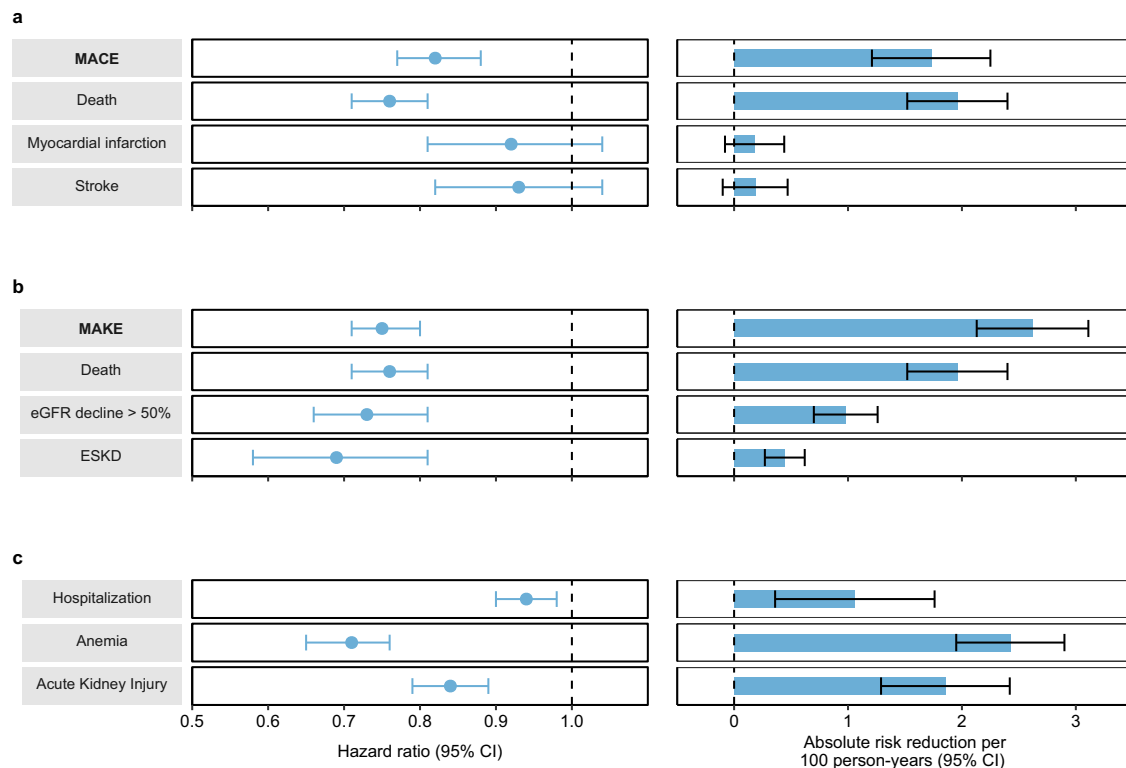 a
MACE
Death
Myocardial infarction
Stroke
b
MAKE
Death
eGFR decline > 50%
ESKD
c
Hospitalization
Anemia
Acute Kidney Injury
0.5 0.6 0.7 0.8 0.9 1.0
Hazard ratio (95% CI)
0 1 2 3
Absolute risk reduction per
100 person-years (95% CI)